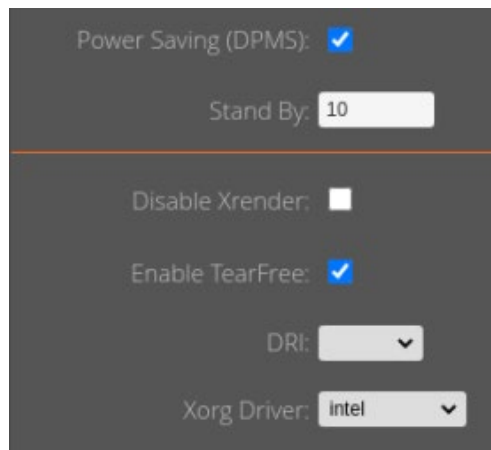 Power Saving (DPMS):
Stand By: 10
Disable Xrender:
Enable TearFree:
DRI:
Xorg Driver: intel